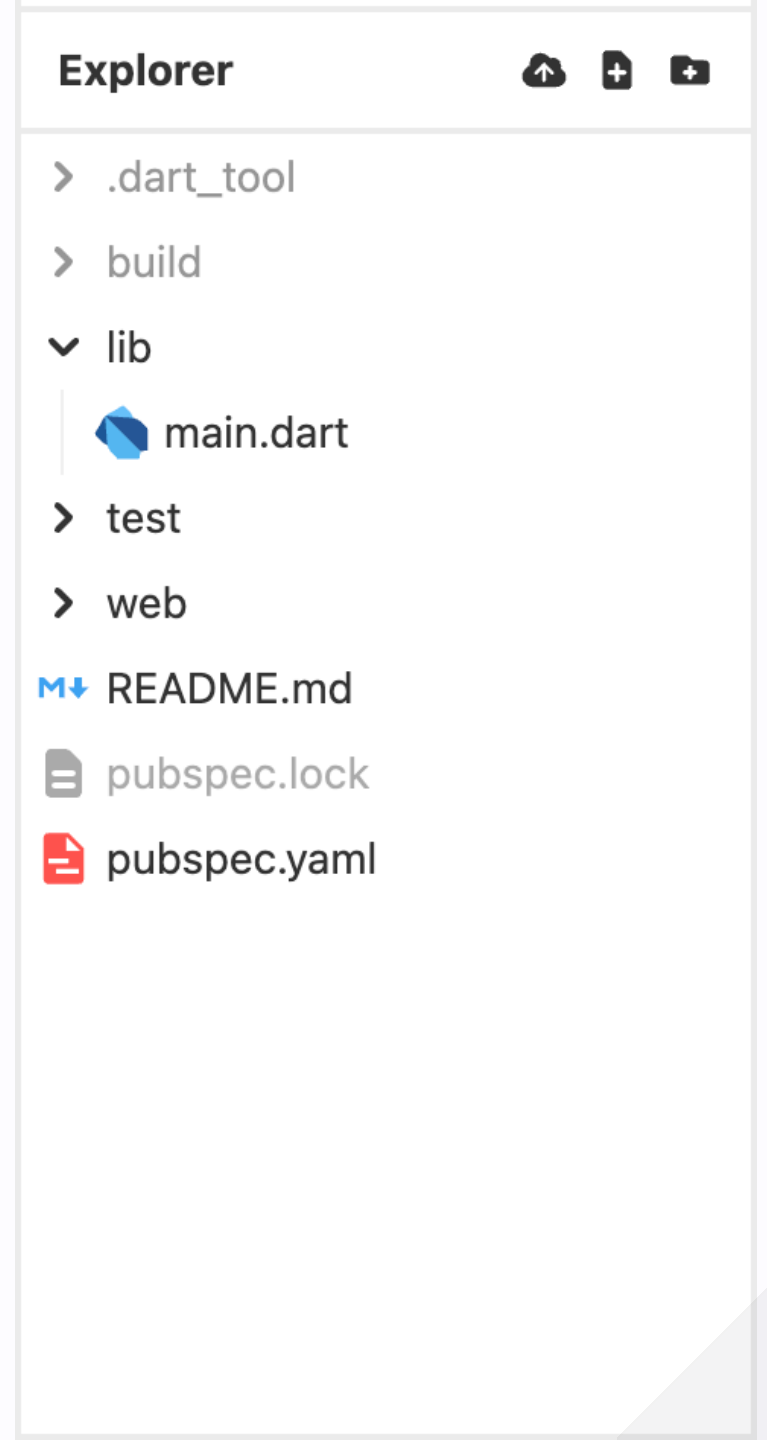 Explorer
.dart_tool
build
lib
main.dart
test
web
README.md
pubspec.lock
pubspec.yaml